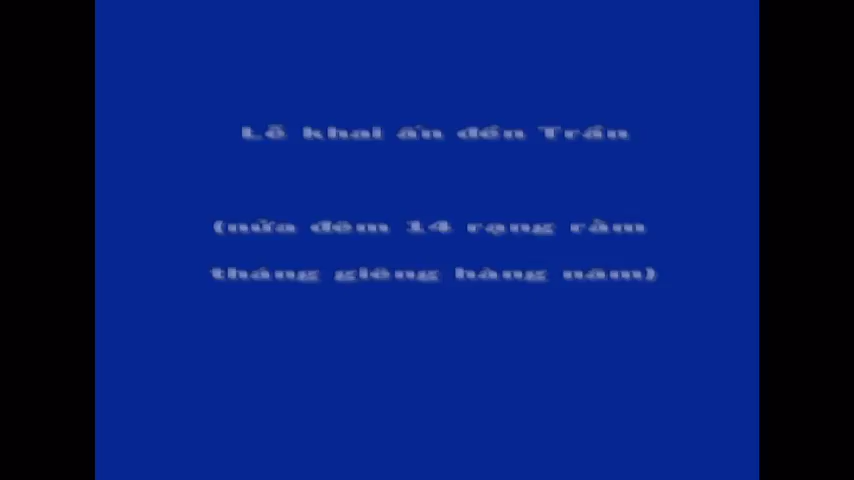 Lễ khai ấn đền Trần
(nửa đêm 14 rạng rằm
tháng giêng hàng năm)